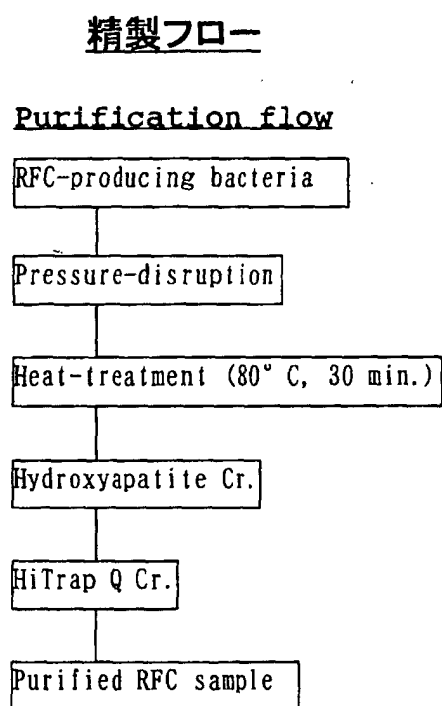 精製フロー
Purification flow
RFC-producing bacteria
Pressure-disruption
Heat-treatment (80° C, 30 min.)
Hydroxyapatite Cr.
HiTrap Q Cr.
Purified RFC sample